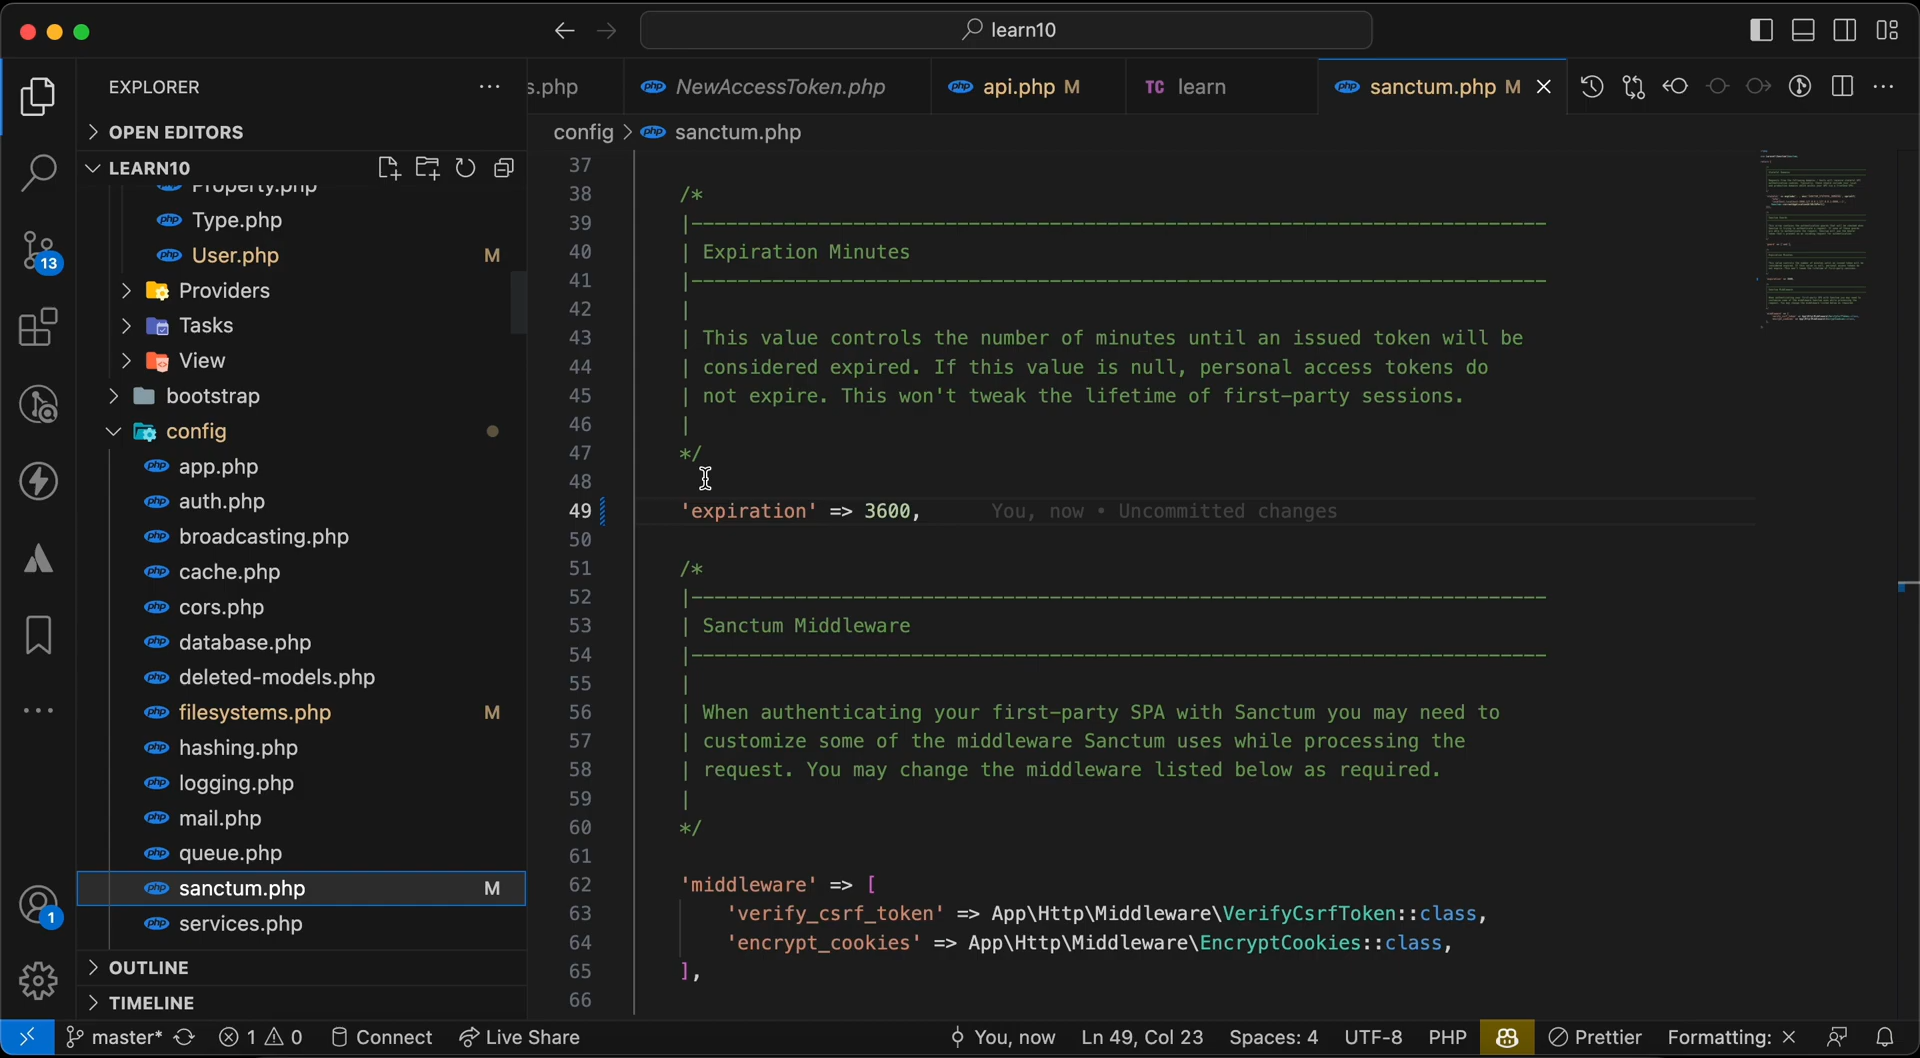 learn10
EXPLORER
s.php
NewAccessToken.php
api.php M
TC learn
sanctum.php M
OPEN EDITORS
config > sanctum.php
LEARN10
Property.php
Type.php
User.php M
Providers
Tasks
View
bootstrap
config
app.php
auth.php
broadcasting.php
cache.php
cors.php
database.php
deleted-models.php
filesystems.php M
hashing.php
logging.php
mail.php
queue.php
sanctum.php M
services.php
OUTLINE
TIMELINE
13
1
37
38 /*
39 |--------------------------------------------------------------------------
40 | Expiration Minutes
41 |--------------------------------------------------------------------------
42 |
43 | This value controls the number of minutes until an issued token will be
44 | considered expired. If this value is null, personal access tokens do
45 | not expire. This won't tweak the lifetime of first-party sessions.
46 |
47 */
48
49 'expiration' => 3600, You, now • Uncommitted changes
50
51 /*
52 |--------------------------------------------------------------------------
53 | Sanctum Middleware
54 |--------------------------------------------------------------------------
55 |
56 | When authenticating your first-party SPA with Sanctum you may need to
57 | customize some of the middleware Sanctum uses while processing the
58 | request. You may change the middleware listed below as required.
59 |
60 */
61
62 'middleware' => [
63 'verify_csrf_token' => App\Http\Middleware\VerifyCsrfToken::class,
64 'encrypt_cookies' => App\Http\Middleware\EncryptCookies::class,
65 ],
66
master* 1 0 Connect Live Share You, now Ln 49, Col 23 Spaces: 4 UTF-8 PHP Prettier Formatting: ×